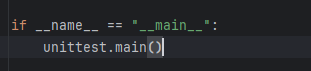 if __name__ == "__main__":
    unittest.main()